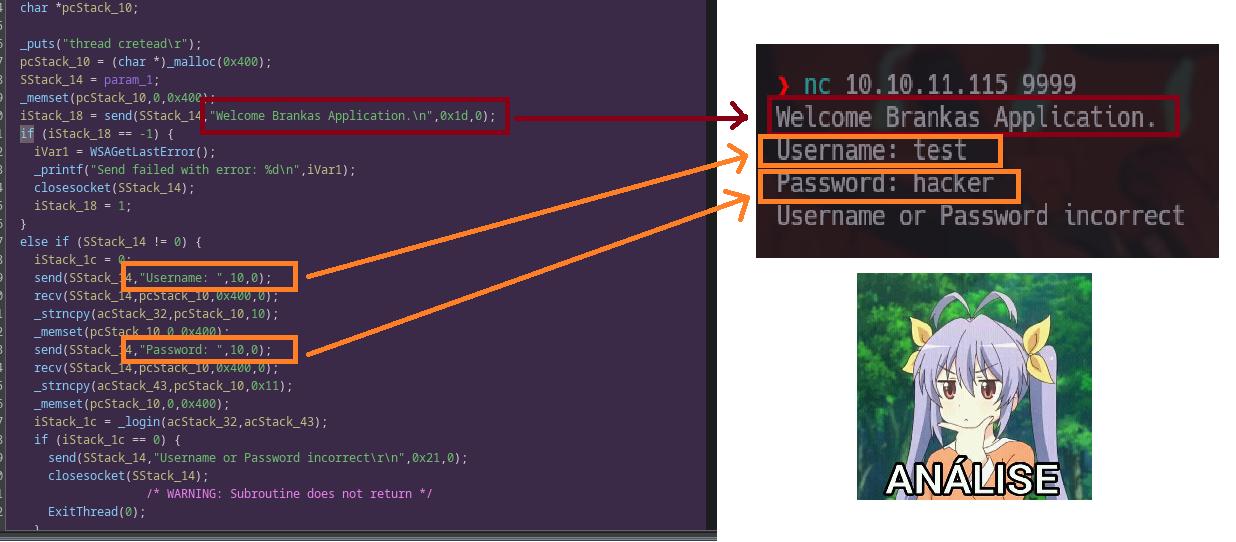 char *pcStack_10;
_puts("thread cretead\r");
pcStack_10 = (char *)_malloc(0x400);
SStack_14 = param_1;
_memset(pcStack_10,0,0x400);
iStack_18 = send(SStack_14,"Welcome Brankas Application.\n",0x1d,0);
if (iStack_18 == -1) {
iVar1 = WSAGetLastError();
_printf("Send failed with error: %d\n",iVar1);
closesocket(SStack_14);
iStack_18 = 1;
}
else if (SStack_14 != 0) {
iStack_1c = 0;
send(SStack_14,"Username: ",10,0);
recv(SStack_14,pcStack_10,0x400,0);
_strncpy(acStack_32,pcStack_10,10);
_memset(pcStack_10,0,0x400);
send(SStack_14,"Password: ",10,0);
recv(SStack_14,pcStack_10,0x400,0);
_strncpy(acStack_43,pcStack_10,0x11);
_memset(pcStack_10,0,0x400);
iStack_1c = _login(acStack_32,acStack_43);
if (iStack_1c == 0) {
send(SStack_14,"Username or Password incorrect\r\n",0x21,0);
closesocket(SStack_14);
/* WARNING: Subroutine does not return */
ExitThread(0);
}
❯ nc 10.10.11.115 9999
Welcome Brankas Application.
Username: test
Password: hacker
Username or Password incorrect
ANÁLISE